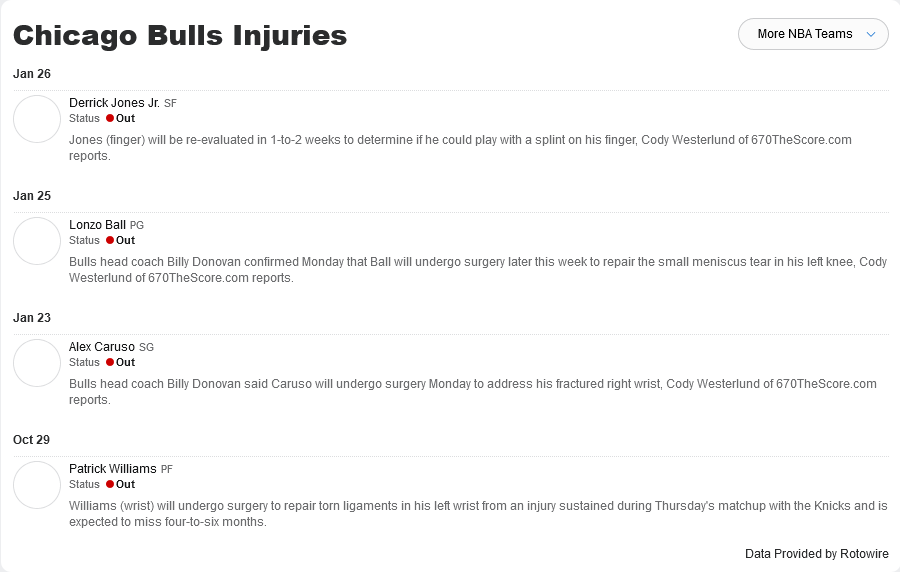 Chicago Bulls Injuries
More NBA Teams
Jan 26
Derrick Jones Jr. SF
Status Out
Jones (finger) will be re-evaluated in 1-to-2 weeks to determine if he could play with a splint on his finger, Cody Westerlund of 670TheScore.com
reports.
Jan 25
Lonzo Ball PG
Status Out
Bulls head coach Billy Donovan confirmed Monday that Ball will undergo surgery later this week to repair the small meniscus tear in his left knee, Cody
Westerlund of 670TheScore.com reports.
Jan 23
Alex Caruso SG
Status Out
Bulls head coach Billy Donovan said Caruso will undergo surgery Monday to address his fractured right wrist, Cody Westerlund of 670TheScore.com
reports.
Oct 29
Patrick Williams PF
Status Out
Williams (wrist) will undergo surgery to repair torn ligaments in his left wrist from an injury sustained during Thursday's matchup with the Knicks and is
expected to miss four-to-six months.
Data Provided by Rotowire